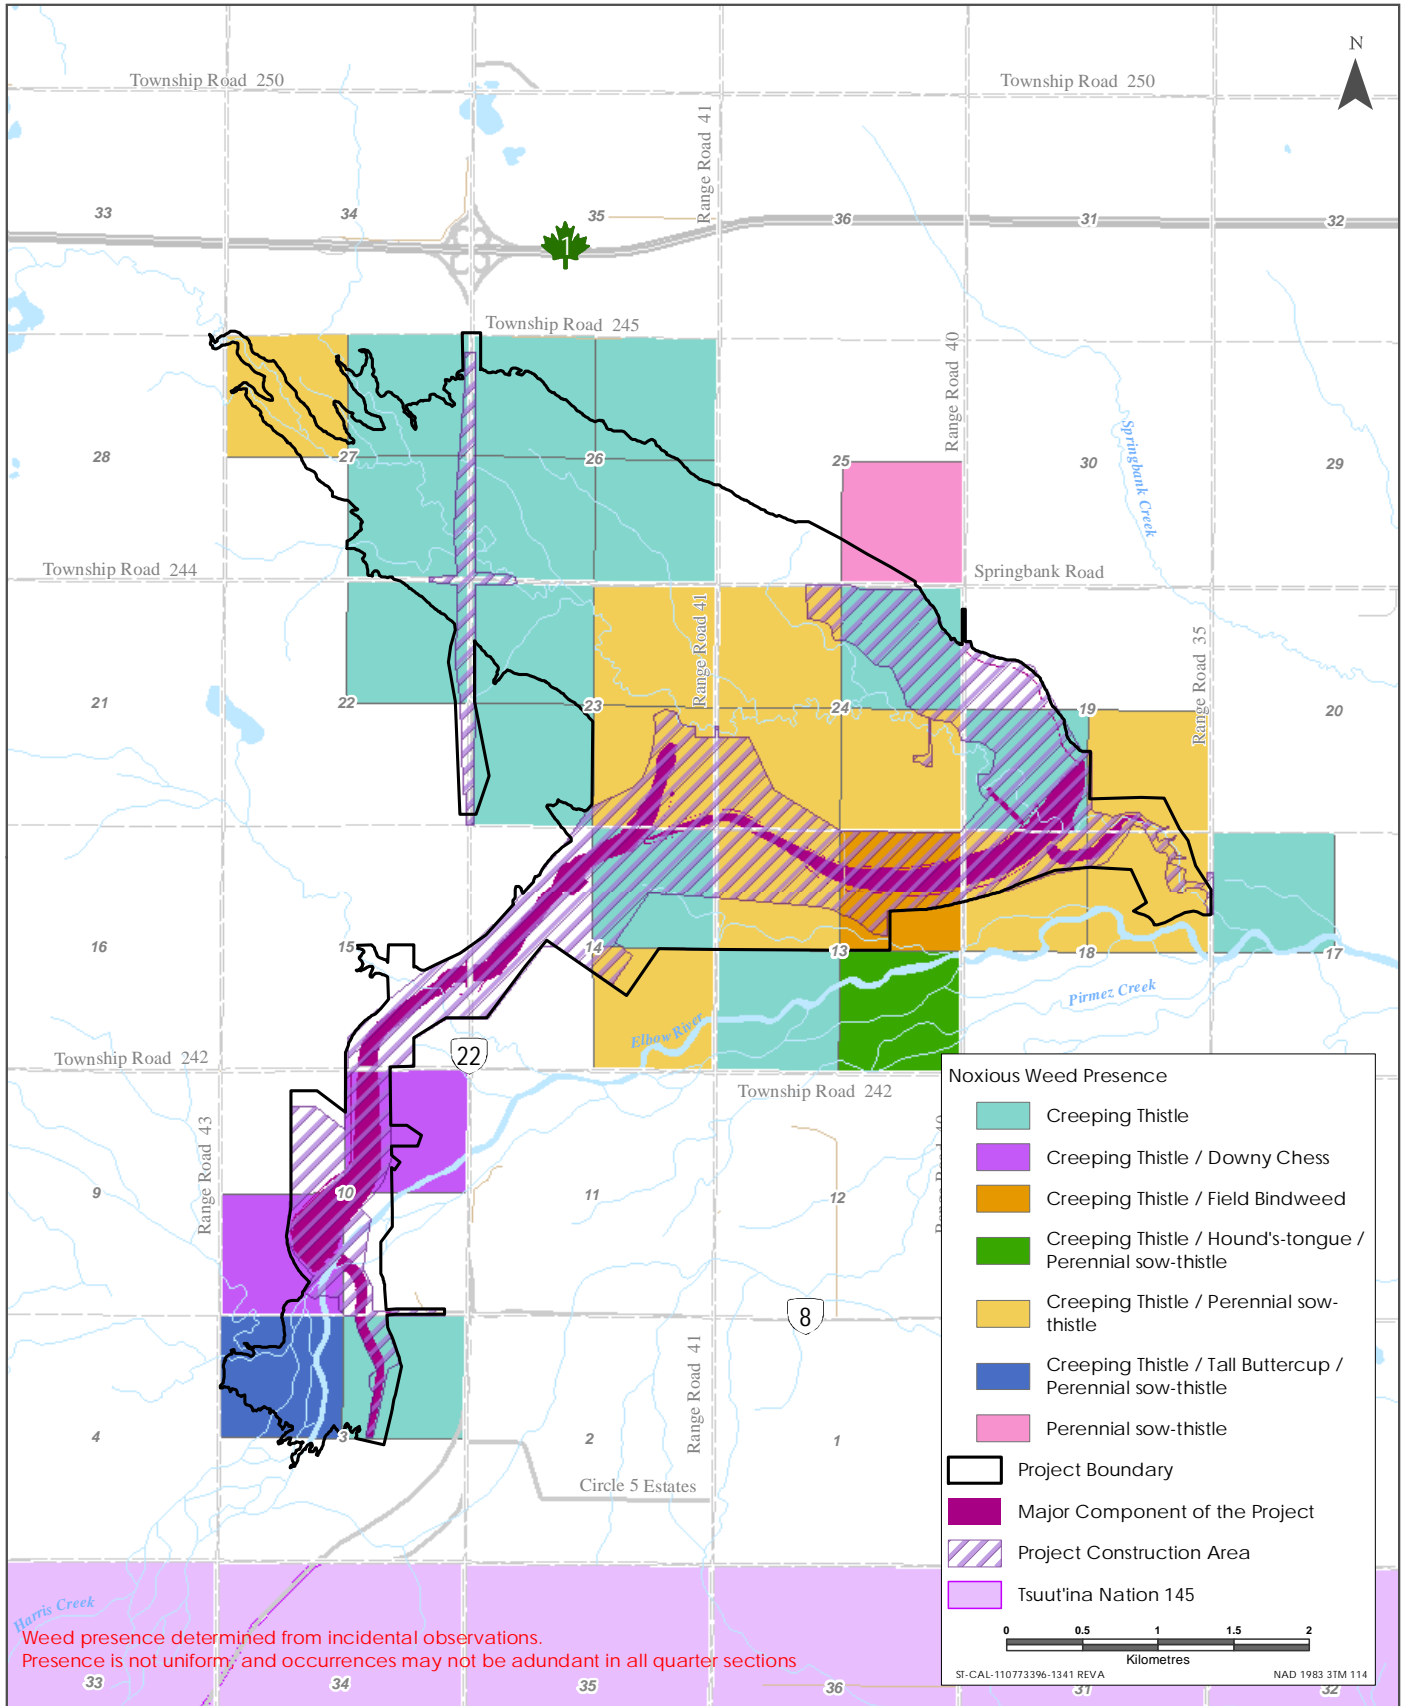 N
Township Road 250
Township Road 250
Range Road 41
33
34
35
36
31
32
1
Township Road 245
Range Road 40
Springbank Creek
28
27
26
25
30
29
Township Road 244
Springbank Road
Range Road 41
Range Road 35
21
22
23
24
19
20
16
15
14
13
18
17
Pirmez Creek
Elbow River
Township Road 242
22
Township Road 242
Range Road 43
9
10
11
12
8
Range Road 41
4
3
2
1
Circle 5 Estates
Harris Creek
Noxious Weed Presence
Creeping Thistle
Creeping Thistle / Downy Chess
Creeping Thistle / Field Bindweed
Creeping Thistle / Hound's-tongue /
Perennial sow-thistle
Creeping Thistle / Perennial sow-
thistle
Creeping Thistle / Tall Buttercup /
Perennial sow-thistle
Perennial sow-thistle
Project Boundary
Major Component of the Project
Project Construction Area
Tsuut'ina Nation 145
0 0.5 1 1.5 2
Kilometres
ST-CAL-110773396-1341 REVA NAD 1983 3TM 114
Weed presence determined from incidental observations.
Presence is not uniform, and occurrences may not be adundant in all quarter sections
33
34
35
36
31
32